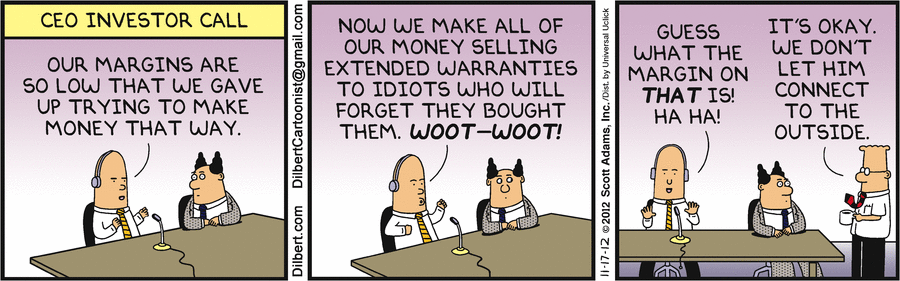 CEO INVESTOR CALL
OUR MARGINS ARE
SO LOW THAT WE GAVE
UP TRYING TO MAKE
MONEY THAT WAY.
Dilbert.com DilbertCartoonist@gmail.com
NOW WE MAKE ALL OF
OUR MONEY SELLING
EXTENDED WARRANTIES
TO IDIOTS WHO WILL
FORGET THEY BOUGHT
THEM. WOOT-WOOT!
11-17-12 © 2012 Scott Adams, Inc. /Dist. by Universal Uclick
GUESS
WHAT THE
MARGIN ON
THAT IS!
HA HA!
IT'S OKAY.
WE DON'T
LET HIM
CONNECT
TO THE
OUTSIDE.